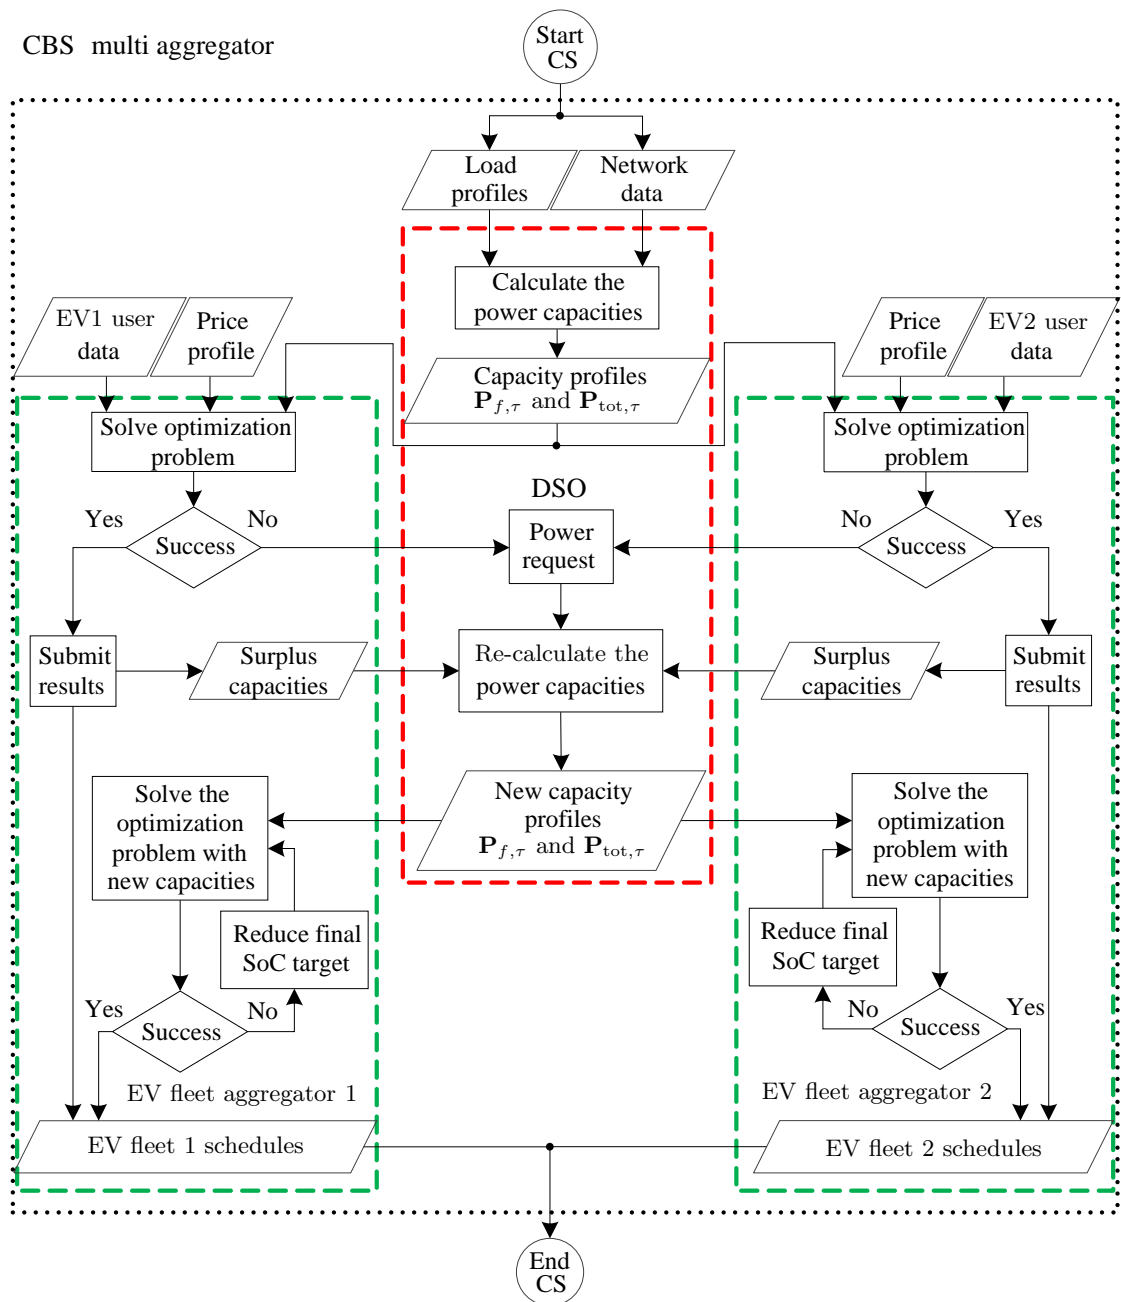 CBS multi aggregator
Start
CS
Load
profiles
Network
data
Calculate the
power capacities
EV1 user
data
Price
profile
Price
profile
EV2 user
data
Capacity profiles
P_{f,τ} and P_{tot,τ}
Solve optimization
problem
Solve optimization
problem
DSO
Yes
No
Success
Power
request
No
Yes
Success
Submit
results
Surplus
capacities
Re-calculate the
power capacities
Surplus
capacities
Submit
results
Solve the
optimization
problem with
new capacities
New capacity
profiles
P_{f,τ} and P_{tot,τ}
Solve the
optimization
problem with
new capacities
Reduce final
SoC target
Reduce final
SoC target
Yes
No
Success
No
Yes
Success
EV fleet aggregator 1
EV fleet aggregator 2
EV fleet 1 schedules
EV fleet 2 schedules
End
CS